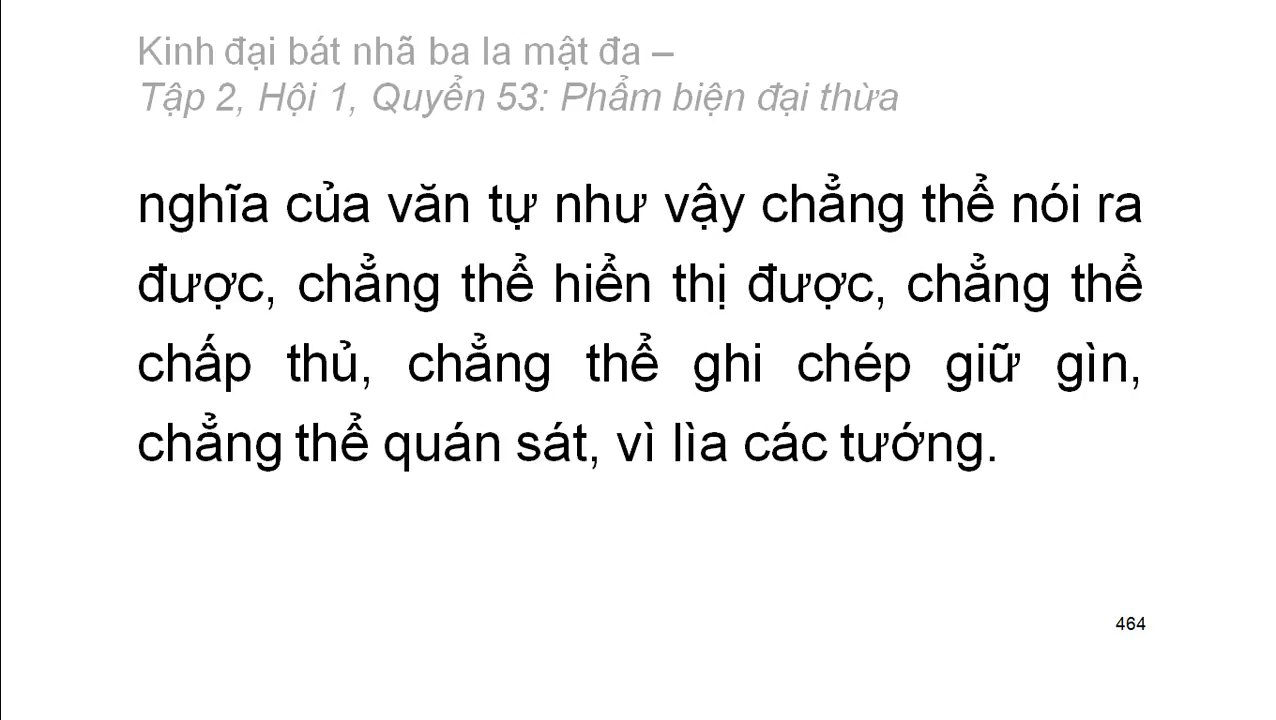 Kinh đại bát nhã ba la mật đa –
Tập 2, Hội 1, Quyển 53: Phẩm biện đại thừa
nghĩa của văn tự như vậy chẳng thể nói ra
được, chẳng thể hiển thị được, chẳng thể
chấp thủ, chẳng thể ghi chép giữ gìn,
chẳng thể quán sát, vì lìa các tướng.
464